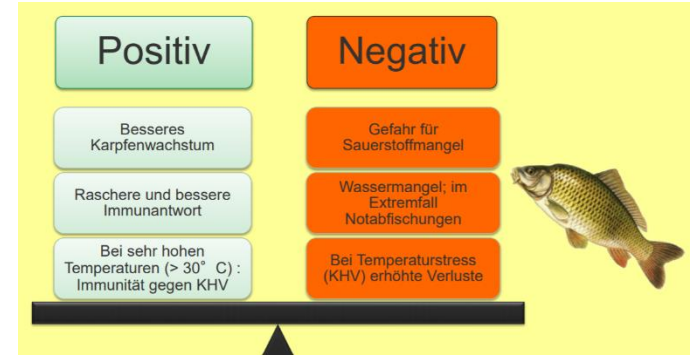 Positiv
Besseres
Karpfenwachstum
Raschere und bessere
Immunantwort
Bei sehr hohen
Temperaturen (> 30° C) :
Immunität gegen KHV
Negativ
Gefahr für
Sauerstoffmangel
Wassermangel; im
Extremfall
Notabfischungen
Bei Temperaturstress
(KHV) erhöhte Verluste